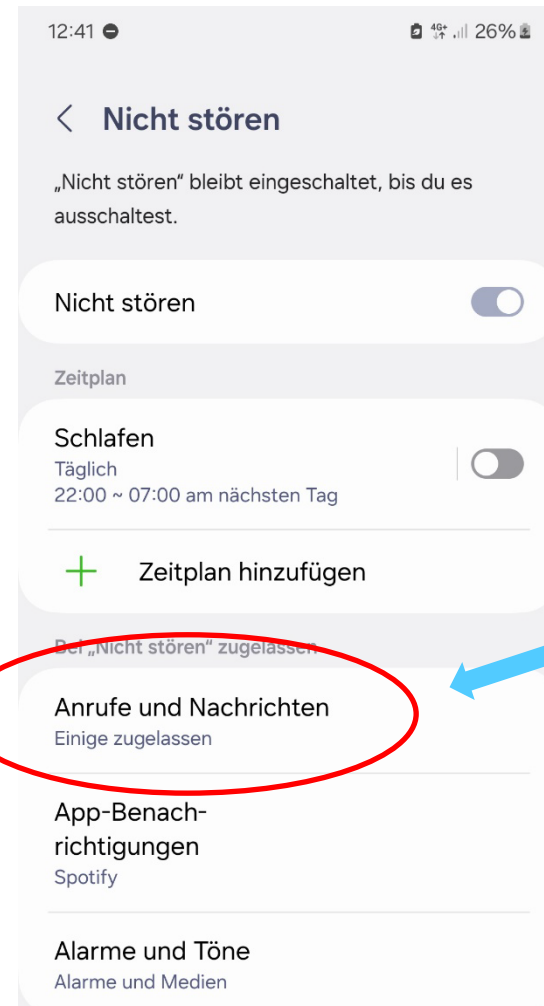 12:41
4G+ 26%
Nicht stören
„Nicht stören“ bleibt eingeschaltet, bis du es
ausschaltest.
Nicht stören
Zeitplan
Schlafen
Täglich
22:00 ~ 07:00 am nächsten Tag
Zeitplan hinzufügen
Bei „Nicht stören“ zugelassen
Anrufe und Nachrichten
Einige zugelassen
App-Benach-
richtigungen
Spotify
Alarme und Töne
Alarme und Medien